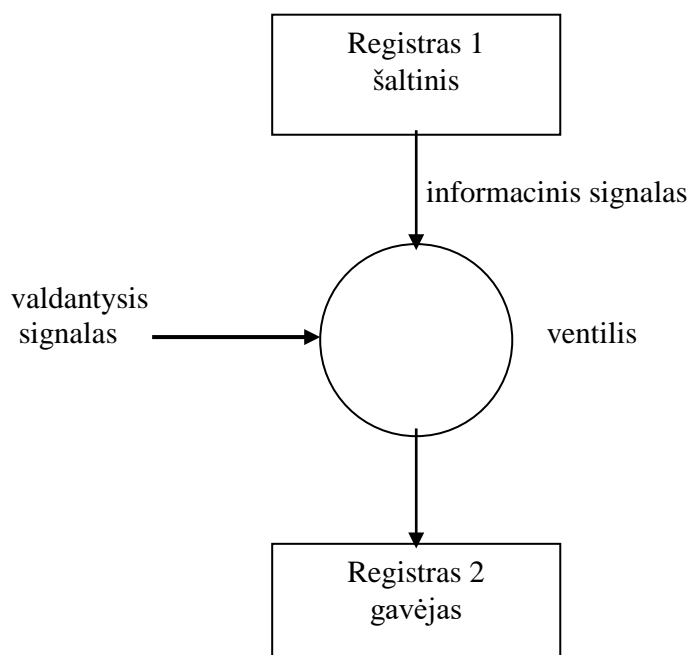 Registras 1
šaltinis
informacinis signalas
valdantysis
signalas
ventilis
Registras 2
gavėjas